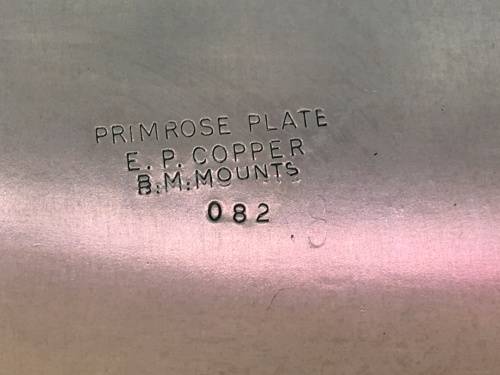 PRIMROSE PLATE
E. P. COPPER
B.M.MOUNTS
082